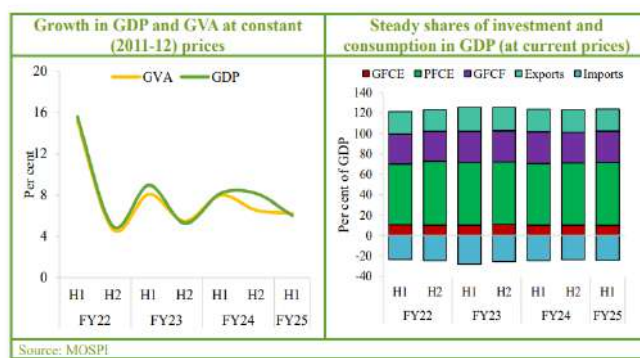 Growth in GDP and GVA at constant
(2011-12) prices
20
16
12
8
4
0
Per cent
GVA GDP
H1 H2 H1 H2 H1 H2 H1
FY22 FY23 FY24 FY25
Steady shares of investment and
consumption in GDP (at current prices)
GFCE PFCE GFCF Exports Imports
140
120
100
80
60
40
20
0
-20
-40
Per cent of GDP
H1 H2 H1 H2 H1 H2 H1
FY22 FY23 FY24 FY25
Source: MOSPI